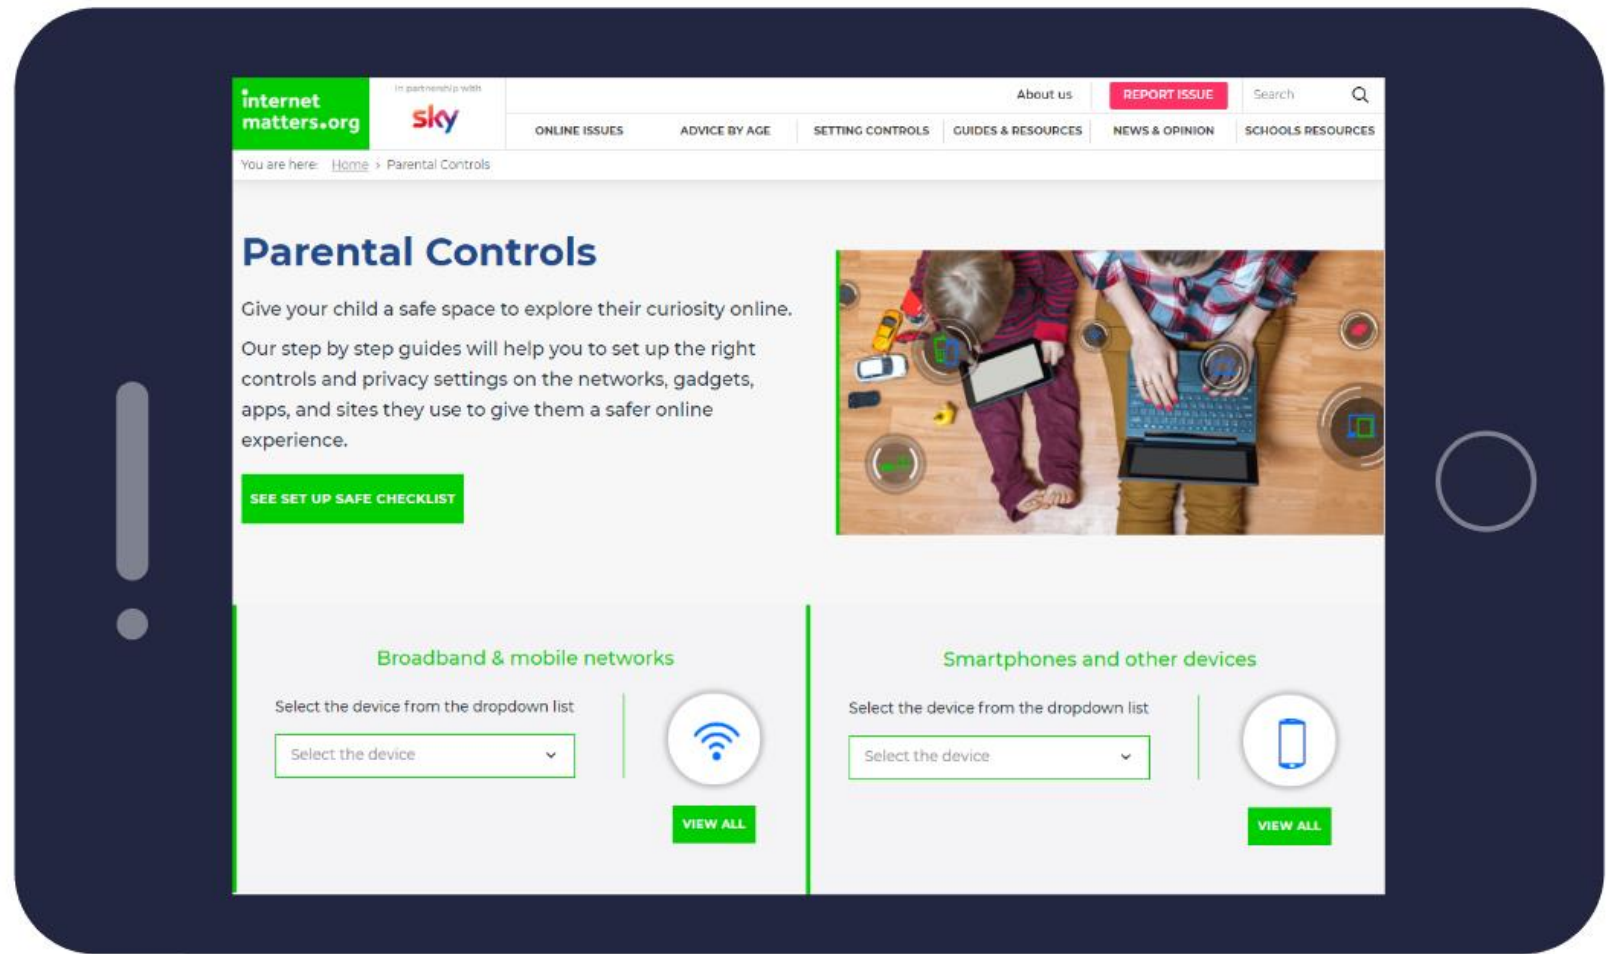 internet
matters.org
In partnership with
sky
About us
REPORT ISSUE
Search
ONLINE ISSUES
ADVICE BY AGE
SETTING CONTROLS
GUIDES & RESOURCES
NEWS & OPINION
SCHOOLS RESOURCES
You are here: Home > Parental Controls
Parental Controls
Give your child a safe space to explore their curiosity online.
Our step by step guides will help you to set up the right
controls and privacy settings on the networks, gadgets,
apps, and sites they use to give them a safer online
experience.
SEE SET UP SAFE CHECKLIST
Broadband & mobile networks
Select the device from the dropdown list
Select the device
VIEW ALL
Smartphones and other devices
Select the device from the dropdown list
Select the device
VIEW ALL